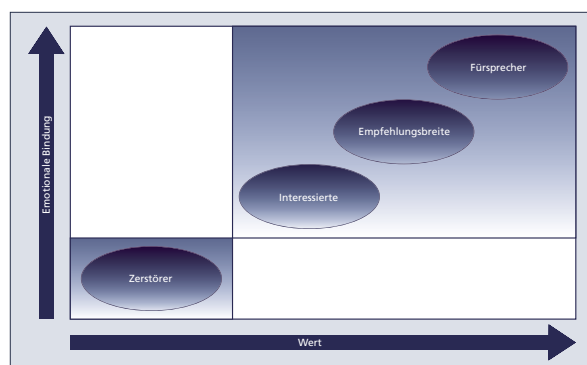 Fürsprecher
Empfehlungsbreite
Emotionale Bindung
Interessierte
Zerstörer
Wert